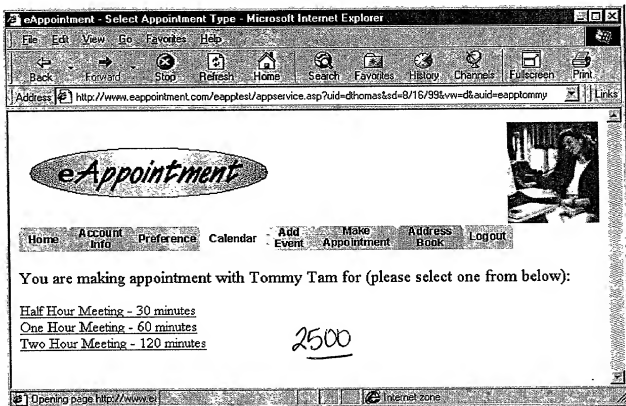 eAppointment - Select Appointment Type - Microsoft Internet Explorer
File Edit View Go Favorites Help
Back Forward Stop Refresh Home Search Favorites History Channels Fullscreen Print
Address http://www.eappointment.com/eapptest/appservice.asp?uid=dthomas&sd=8/16/99&vw=d&auid=eapptommy Links
eAppointment
Home Account Info Preference Calendar Add Event Make Appointment Address Book Logout
You are making appointment with Tommy Tam for (please select one from below):
Half Hour Meeting - 30 minutes
One Hour Meeting - 60 minutes
Two Hour Meeting - 120 minutes
2500
Opening page http://www.e Internet zone